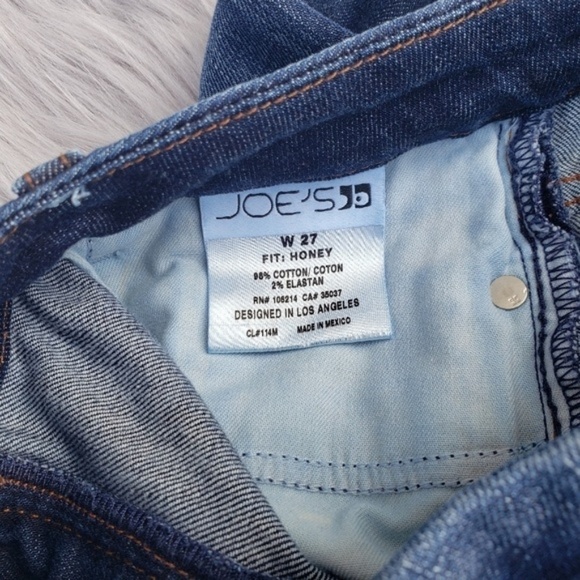 JOE'S
W 27
FIT: HONEY
98% COTTON/ COTON
2% ELASTAN
RN# 108214 CA# 35037
DESIGNED IN LOS ANGELES
CL#114M MADE IN MEXICO